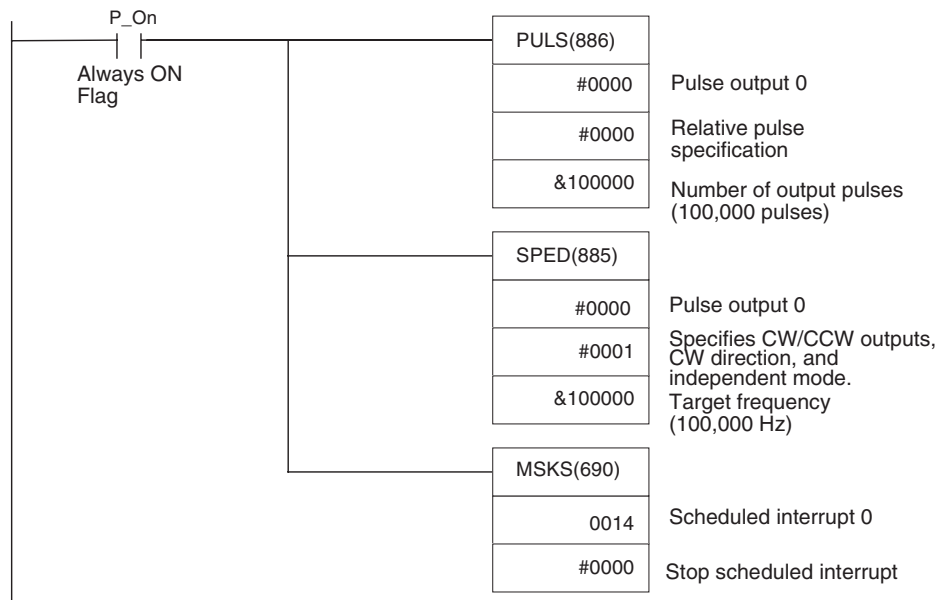 P_On
Always ON
Flag
PULS(886)
#0000
Pulse output 0
#0000
Relative pulse
specification
&100000
Number of output pulses
(100,000 pulses)
SPED(885)
#0000
Pulse output 0
#0001
Specifies CW/CCW outputs,
CW direction, and
independent mode.
&100000
Target frequency
(100,000 Hz)
MSKS(690)
0014
Scheduled interrupt 0
#0000
Stop scheduled interrupt